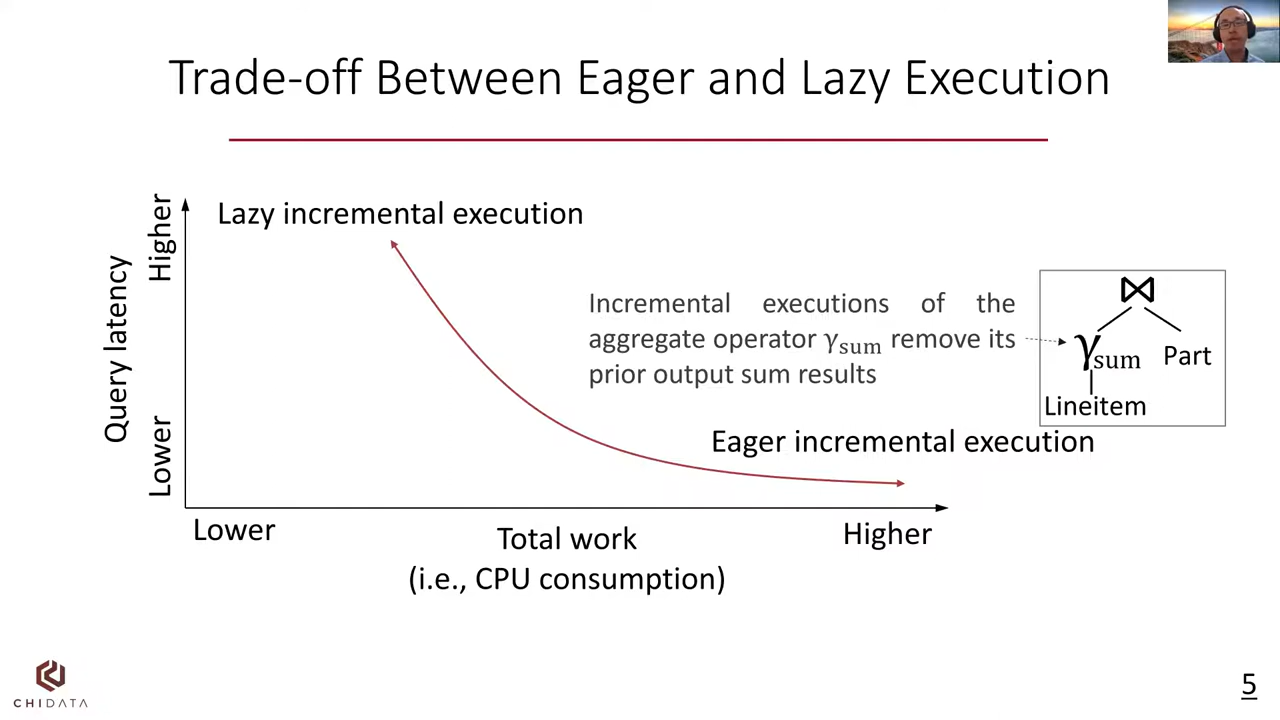 Trade-off Between Eager and Lazy Execution
Higher
Query latency
Lower
Lazy incremental execution
Incremental executions of the
aggregate operator γsum remove its
prior output sum results
⋈
γsum
Part
Lineitem
Eager incremental execution
Lower
Total work
(i.e., CPU consumption)
Higher
CHIDATA
5